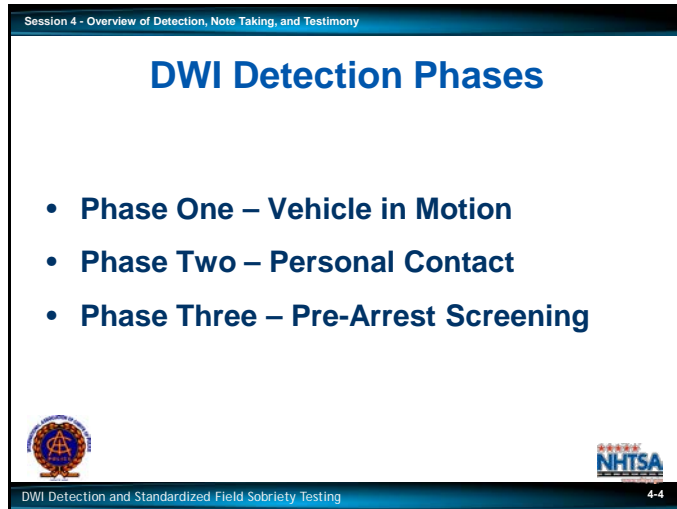 Session 4 - Overview of Detection, Note Taking, and Testimony
DWI Detection Phases
• Phase One – Vehicle in Motion
• Phase Two – Personal Contact
• Phase Three – Pre-Arrest Screening
NHTSA
DWI Detection and Standardized Field Sobriety Testing
4-4